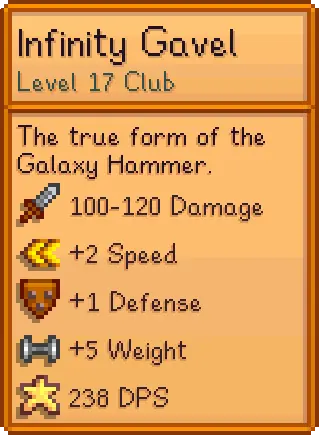 Infinity Gavel
Level 17 Club
The true form of the
Galaxy Hammer.
100-120 Damage
+2 Speed
+1 Defense
+5 Weight
238 DPS